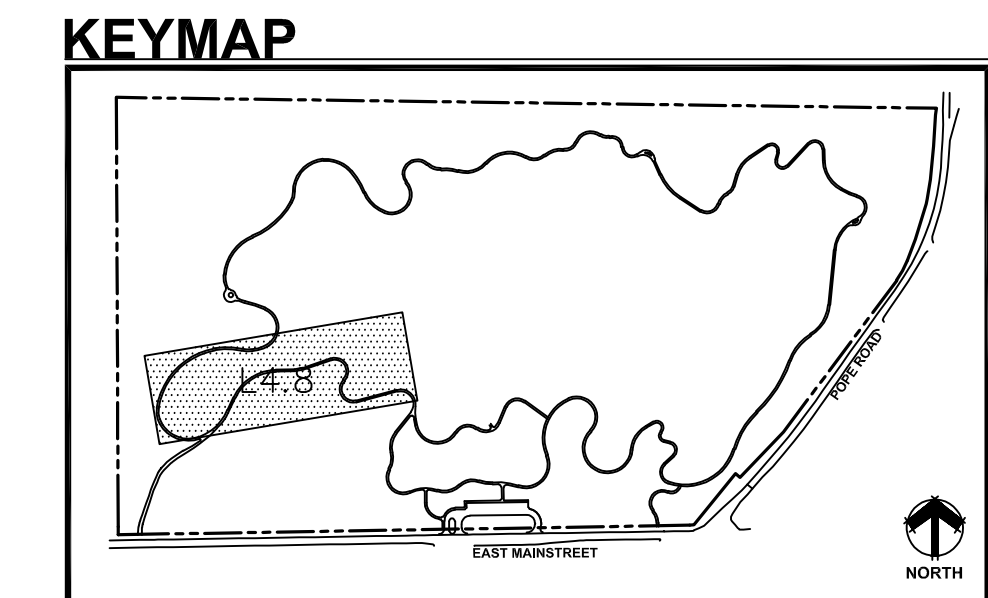 KEYMAP
L4.8
POPE ROAD
EAST MAINSTREET
NORTH